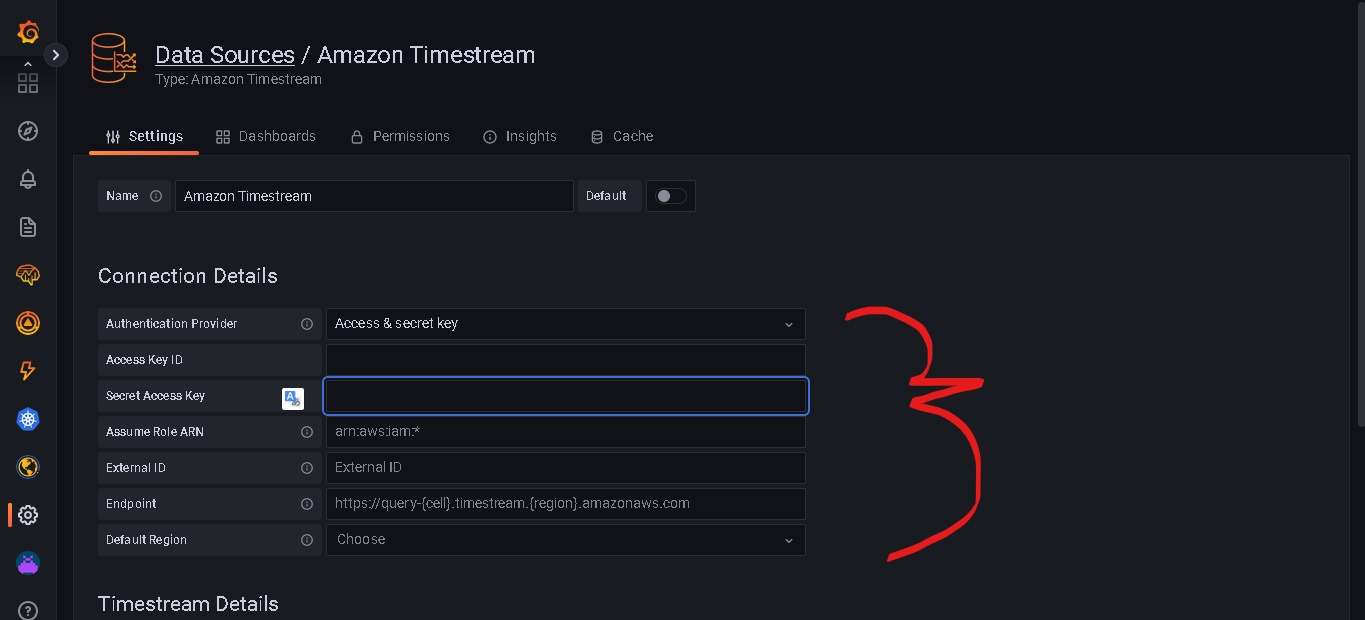 Data Sources / Amazon Timestream
Type: Amazon Timestream
Settings Dashboards Permissions Insights Cache
Name Amazon Timestream Default
Connection Details
Authentication Provider Access & secret key
Access Key ID
Secret Access Key
Assume Role ARN arn:aws:iam:*
External ID External ID
Endpoint https://query-{cell}.timestream.{region}.amazonaws.com
Default Region Choose
Timestream Details